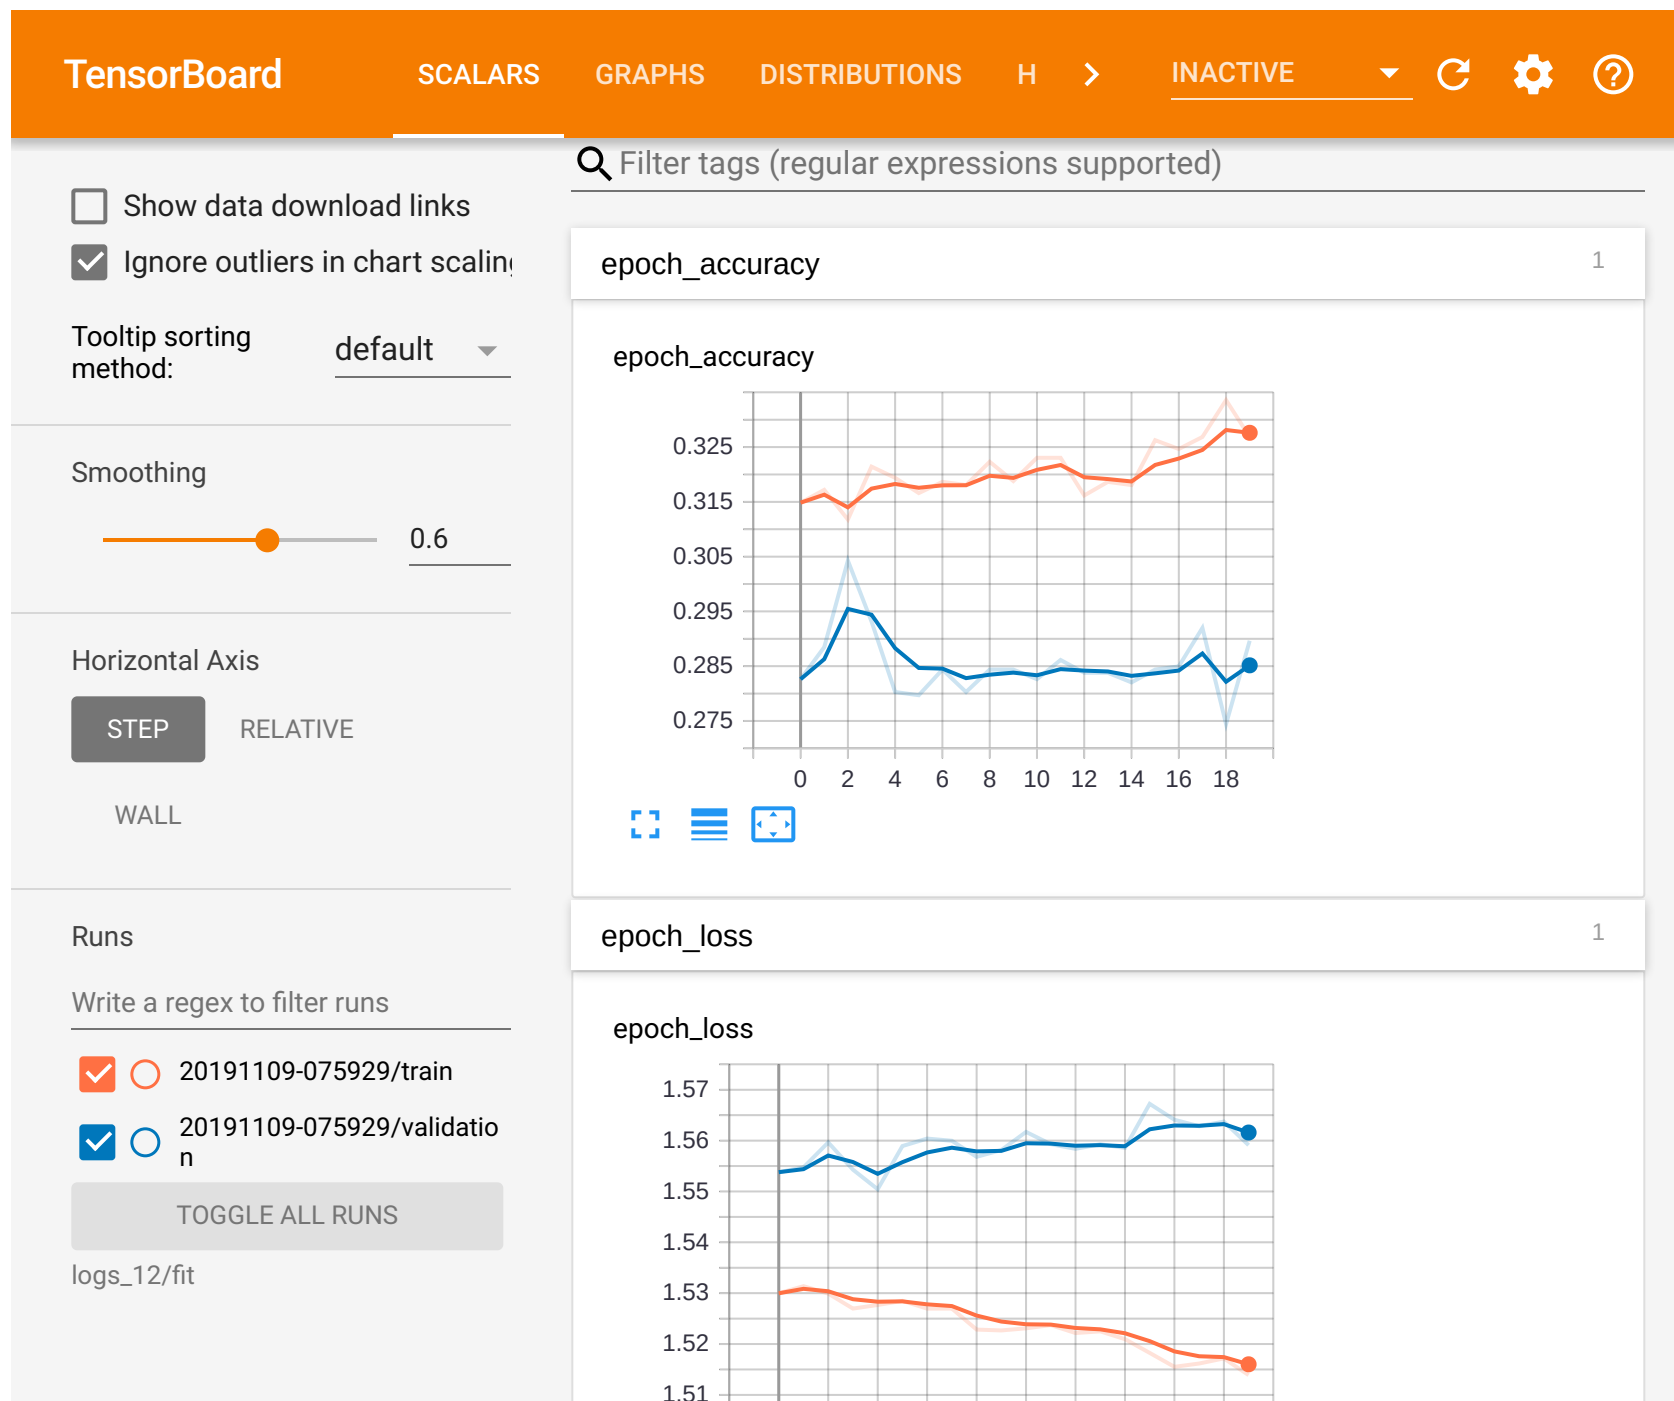 TensorBoard SCALARS GRAPHS DISTRIBUTIONS H INACTIVE
Filter tags (regular expressions supported)
Show data download links
Ignore outliers in chart scaling
Tooltip sorting
method:
default
Smoothing
0.6
Horizontal Axis
STEP RELATIVE
WALL
Runs
Write a regex to filter runs
20191109-075929/train
20191109-075929/validatio
n
TOGGLE ALL RUNS
logs_12/fit
epoch_accuracy 1
epoch_accuracy
0.325
0.315
0.305
0.295
0.285
0.275
0 2 4 6 8 10 12 14 16 18
epoch_loss 1
epoch_loss
1.57
1.56
1.55
1.54
1.53
1.52
1.51